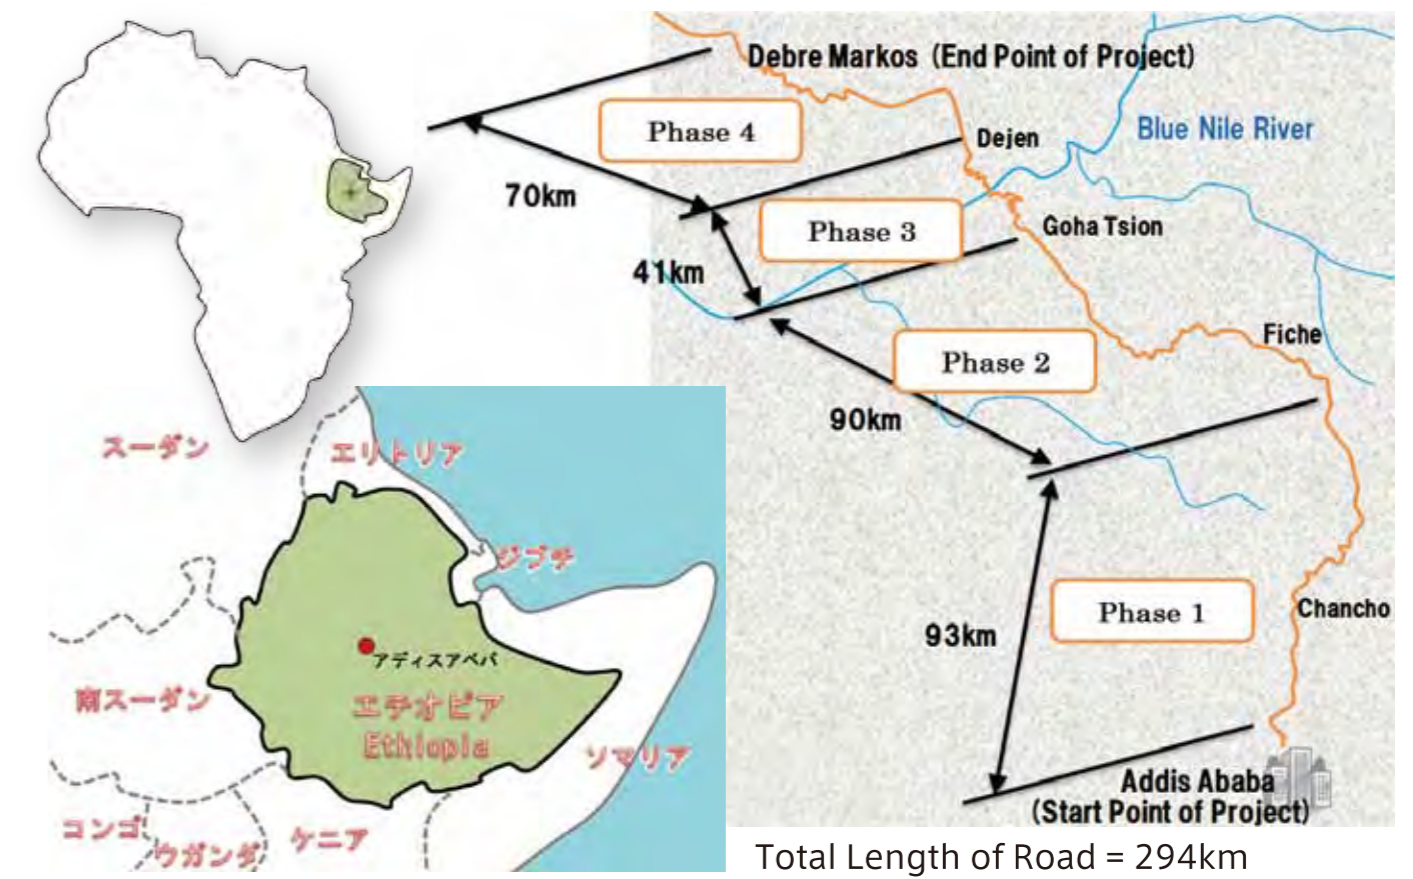 Debre Markos (End Point of Project)
Phase 4
Blue Nile River
Dejen
70km
Phase 3
Goha Tsion
41km
Fiche
Phase 2
90km
スーダン
エリトリア
ジブチ
Phase 1
Chancho
93km
アディスアベバ
南スーダン
エチオピア
Ethiopia
ソマリア
Addis Ababa
(Start Point of Project)
コンゴ
ウガンダ
ケニア
Total Length of Road = 294km